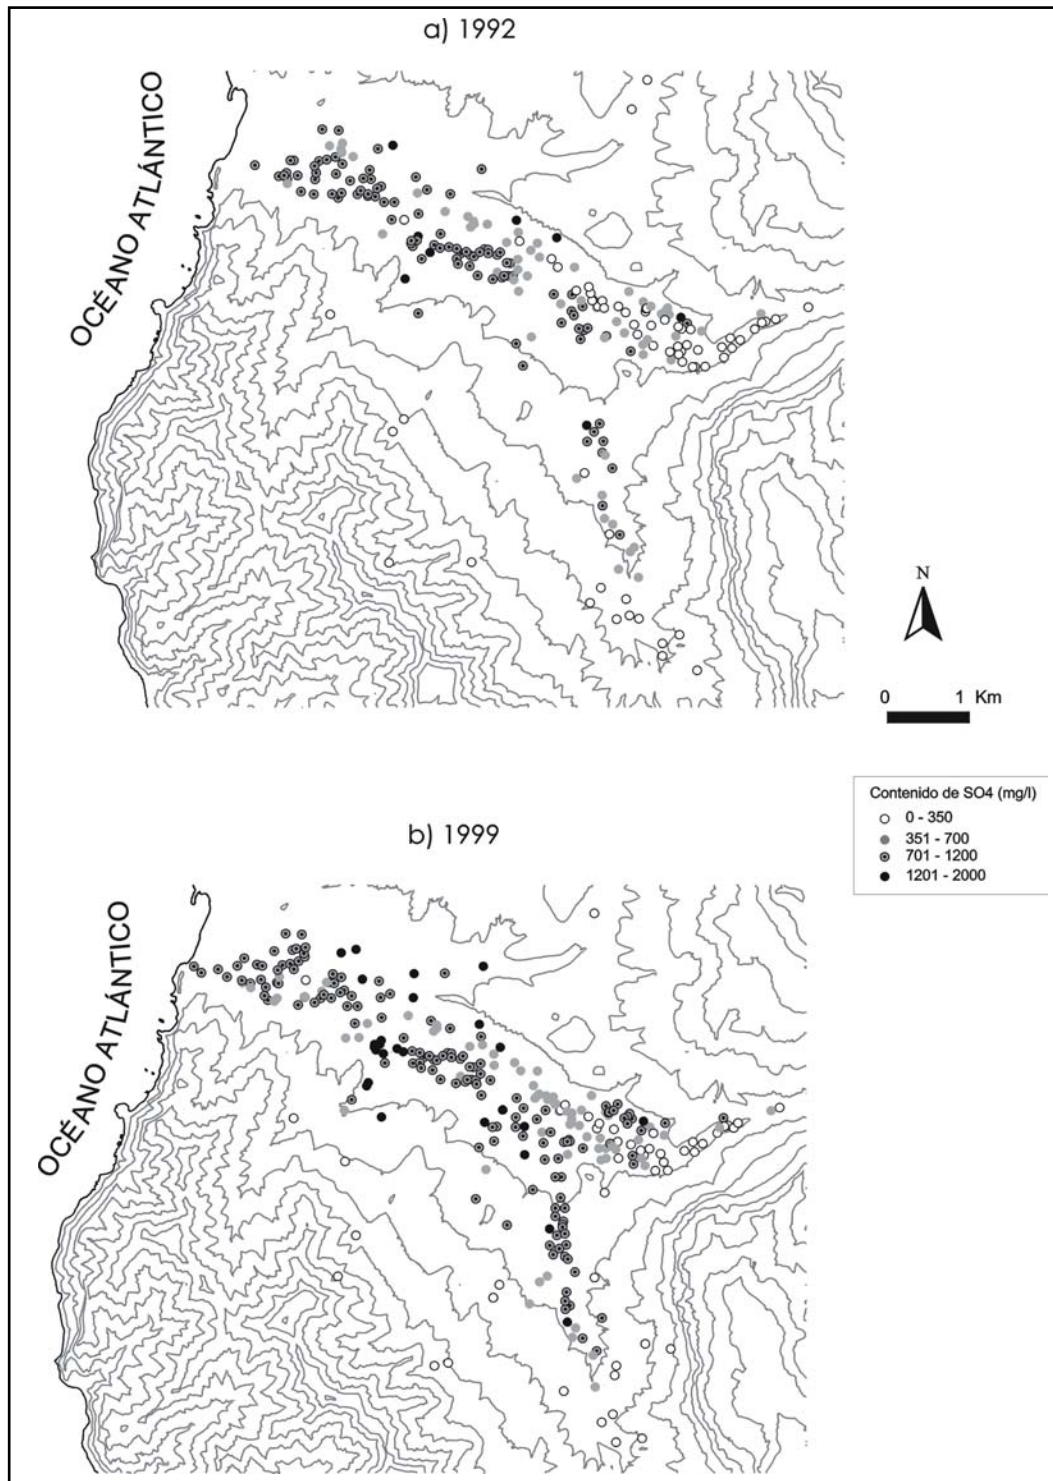 a) 1992
OCÉANO ATLÁNTICO
N
0 1 Km
Contenido de SO4 (mg/l)
0 - 350
351 - 700
701 - 1200
1201 - 2000
b) 1999
OCÉANO ATLÁNTICO